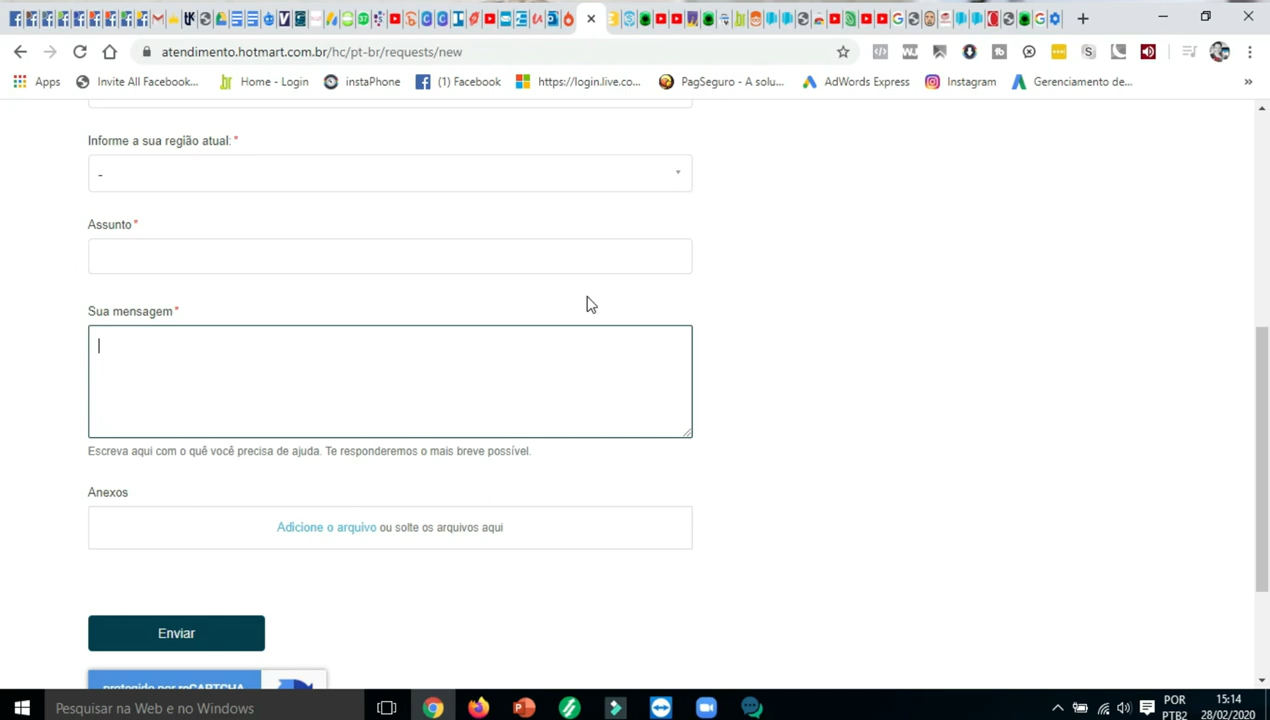 atendimento.hotmart.com.br/hc/pt-br/requests/new
Apps Invite All Facebook... Home - Login instaPhone (1) Facebook https://login.live.co... PagSeguro - A solu... AdWords Express Instagram Gerenciamento de... »
Informe a sua região atual: *
-
Assunto *
Sua mensagem *
Escreva aqui com o quê você precisa de ajuda. Te responderemos o mais breve possível.
Anexos
Adicione o arquivo ou solte os arquivos aqui
Enviar
protegido por reCAPTCHA
Pesquisar na Web e no Windows
POR 15:14
PTB2 28/02/2020